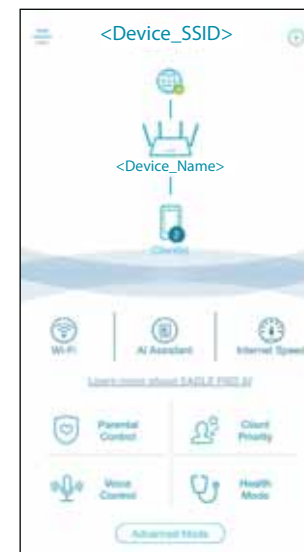 <Device_SSID>
<Device_Name>
Client(s)
Wi-Fi
AI Assistant
Internet Speed
Learn more about EAGLE PRO AI
Parental Control
Client Priority
Voice Control
Health Mode
Advanced Mode